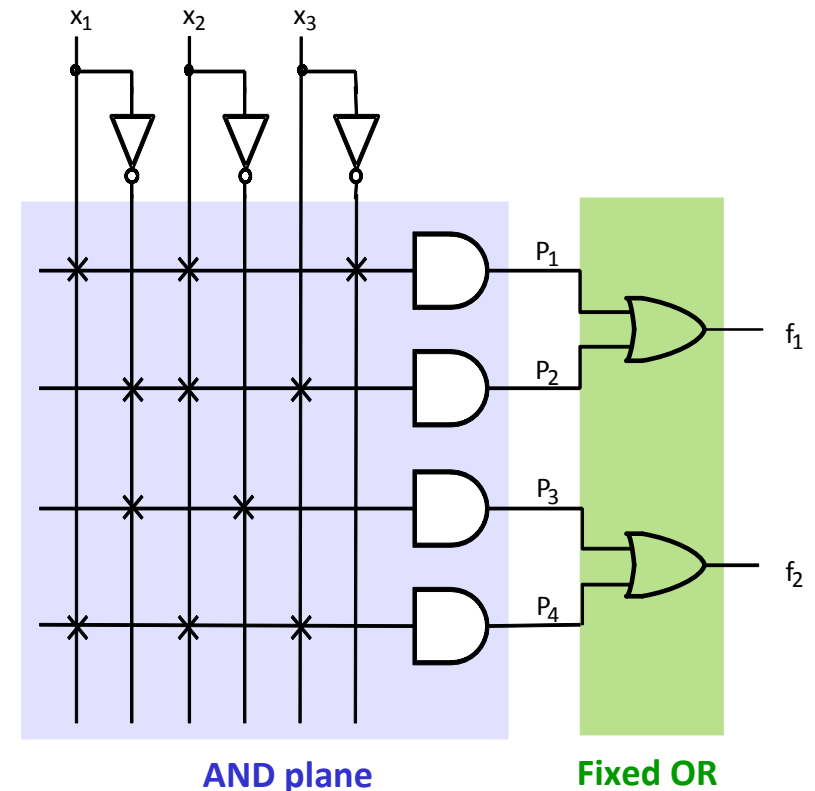 x₁ x₂ x₃
P₁
f₁
P₂
P₃
f₂
P₄
AND plane Fixed OR